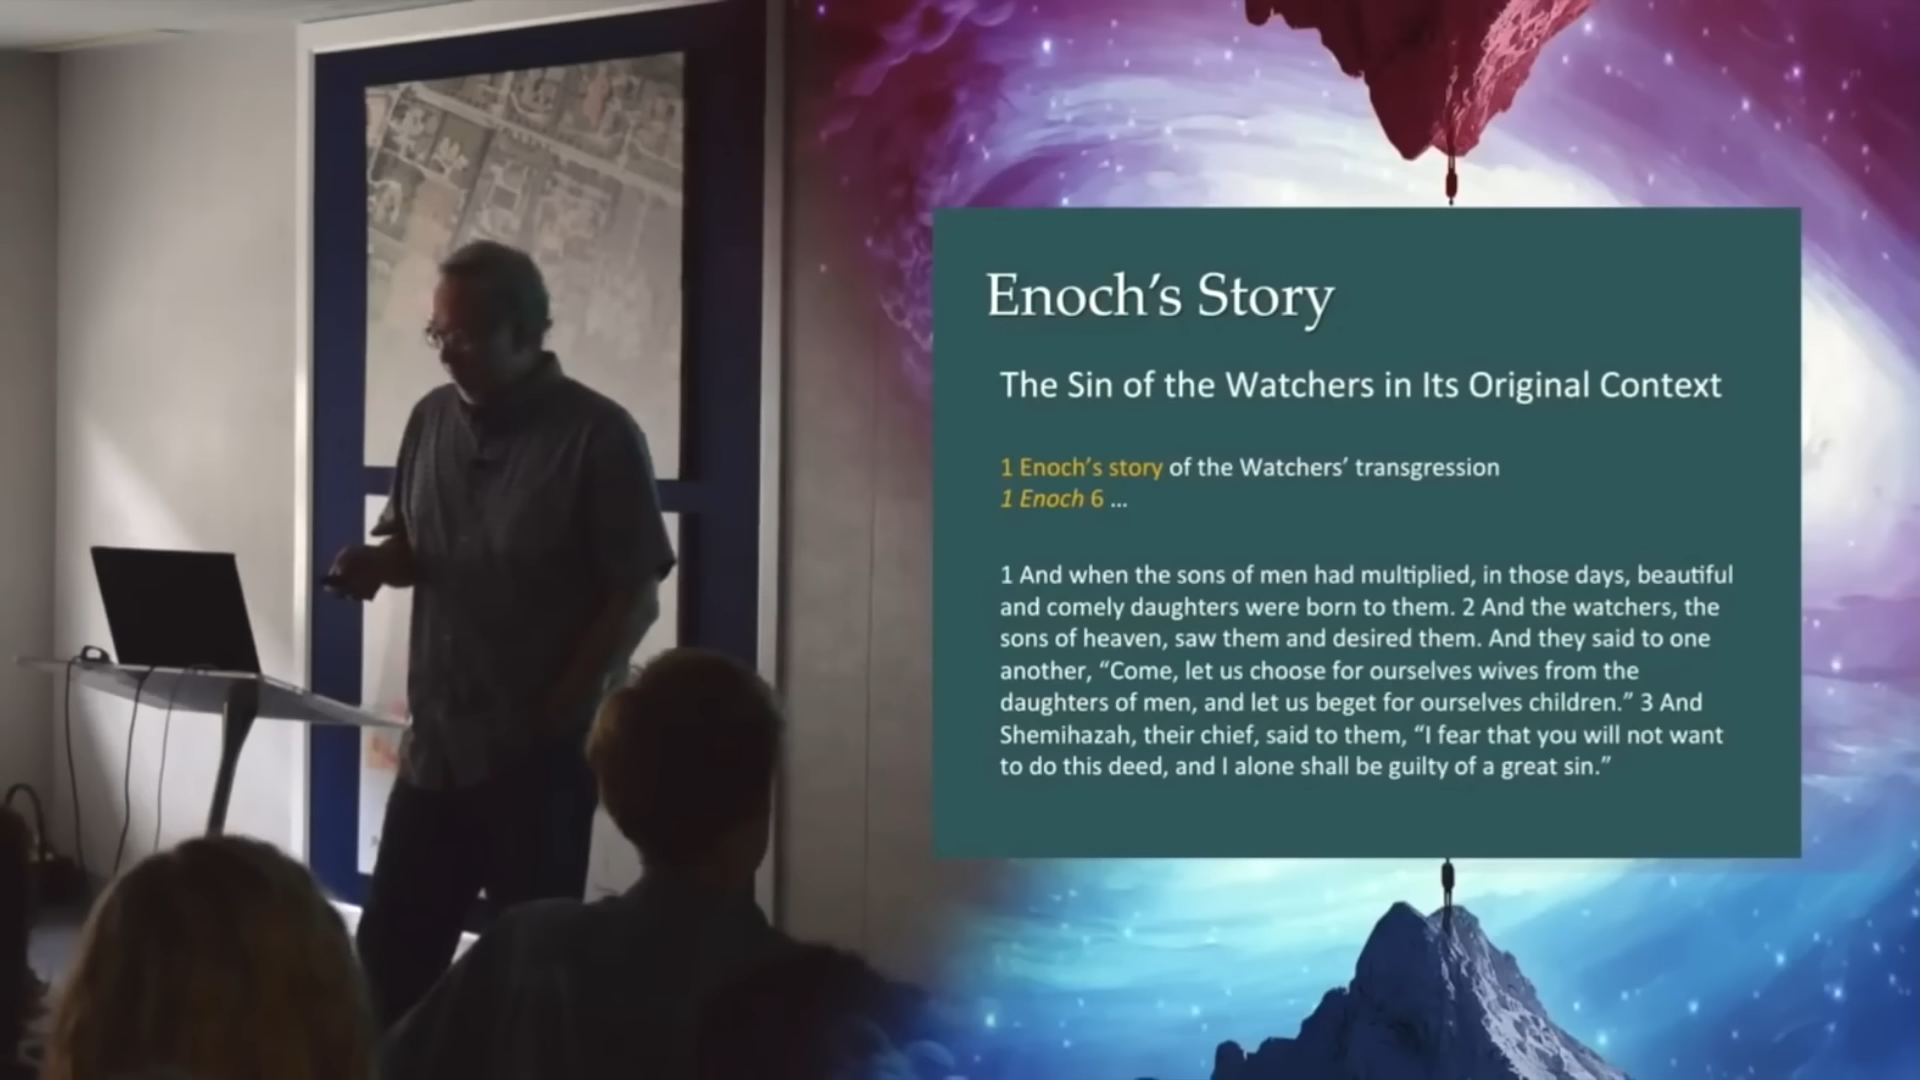 Enoch’s Story
The Sin of the Watchers in Its Original Context
1 Enoch’s story of the Watchers’ transgression
1 Enoch 6 ...
1 And when the sons of men had multiplied, in those days, beautiful
and comely daughters were born to them. 2 And the watchers, the
sons of heaven, saw them and desired them. And they said to one
another, “Come, let us choose for ourselves wives from the
daughters of men, and let us beget for ourselves children.” 3 And
Shemihazah, their chief, said to them, “I fear that you will not want
to do this deed, and I alone shall be guilty of a great sin.”